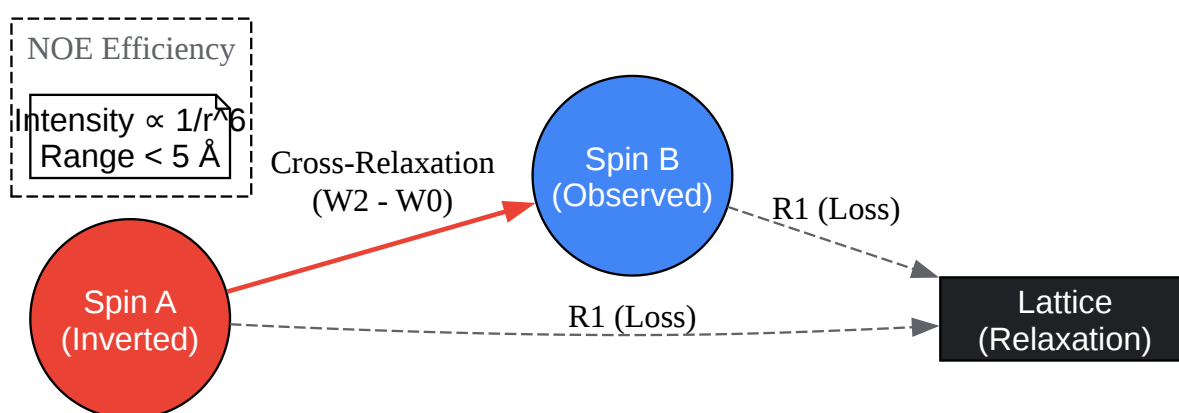 NOE Efficiency
Intensity ∝ 1/r^6
Range < 5 Å
Cross-Relaxation
(W2 - W0)
Spin B
(Observed)
R1 (Loss)
Spin A
(Inverted)
R1 (Loss)
Lattice
(Relaxation)